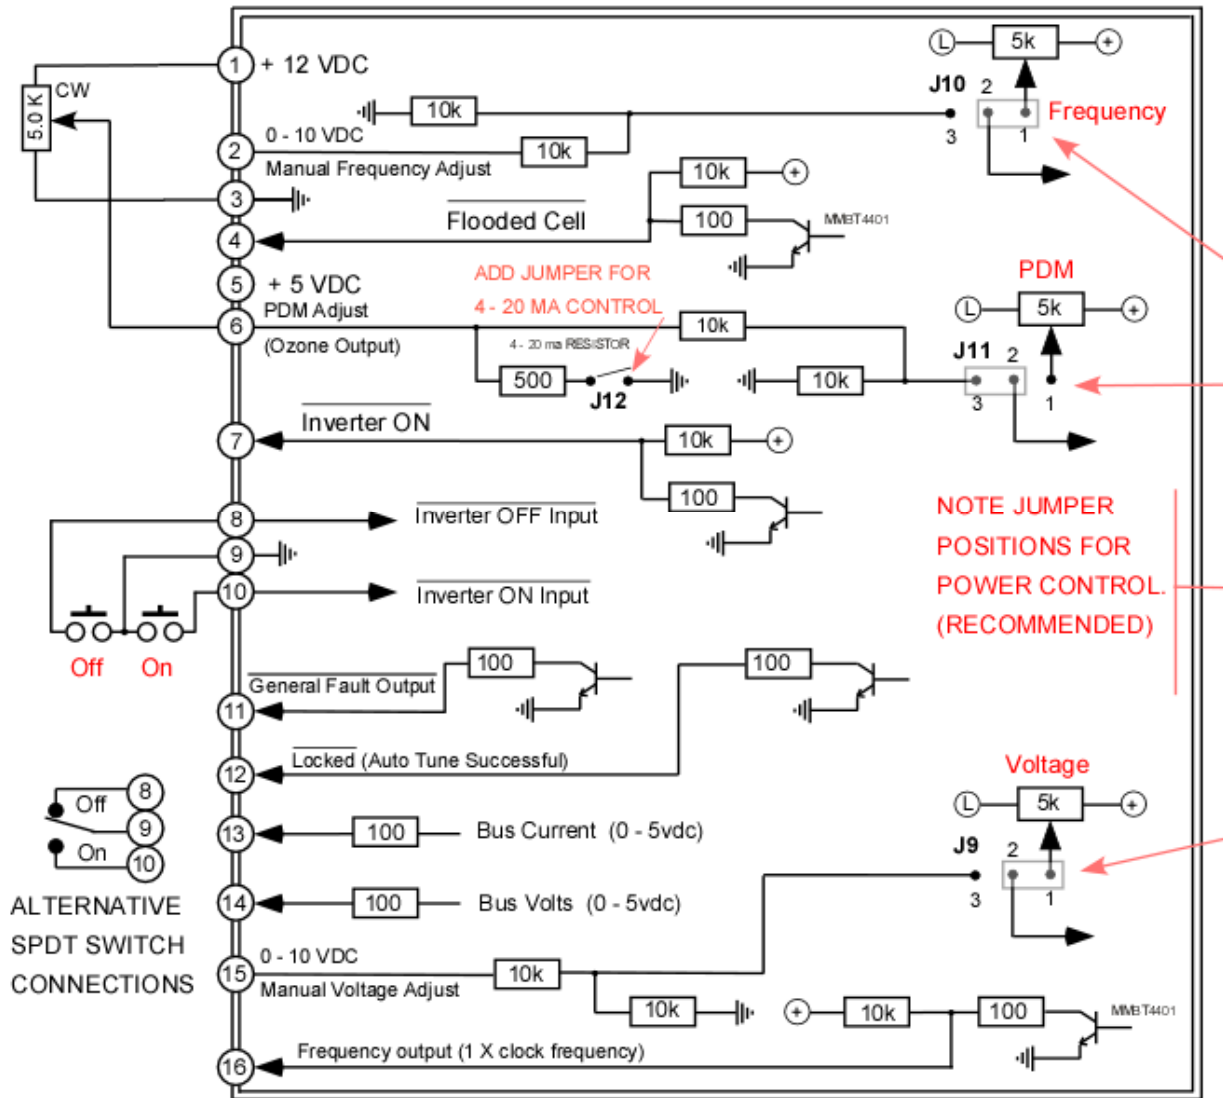 1 + 12 VDC
CW
5.0 K
10k
0 - 10 VDC
2 10k
Manual Frequency Adjust
3
L 5k +
J10 2
Frequency
3 1
10k +
Flooded Cell 100 MMBT4401
4
5 + 5 VDC
ADD JUMPER FOR
4 - 20 MA CONTROL
PDM Adjust
6 10k
(Ozone Output)
4 - 20 ma RESISTOR
500 J12 10k
PDM
L 5k +
J11 2
3 1
Inverter ON
7 10k +
100
8 Inverter OFF Input
9
10 Inverter ON Input
Off On
NOTE JUMPER
POSITIONS FOR
POWER CONTROL.
(RECOMMENDED)
100 100
General Fault Output
11
Locked (Auto Tune Successful)
12
Off 8
9
On 10
ALTERNATIVE
SPDT SWITCH
CONNECTIONS
13 100 Bus Current (0 - 5vdc)
14 100 Bus Volts (0 - 5vdc)
Voltage
L 5k +
J9 2
3 1
0 - 10 VDC
15 10k
Manual Voltage Adjust
10k
+ 10k 100 MMBT4401
Frequency output (1 X clock frequency)
16